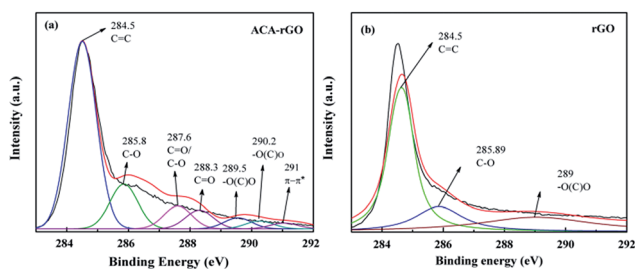 (a)
ACA-rGO
284.5
C=C
285.8
C-O
287.6
C=O/
C-O
288.3
C=O
289.5
-O(C)O
290.2
-O(C)O
291
π-π*
Intensity (a.u.)
284 286 288 290 292
Binding Energy (eV)
(b)
rGO
284.5
C=C
285.89
C-O
289
-O(C)O
Intensity (a.u.)
284 286 288 290 292
Binding energy (eV)